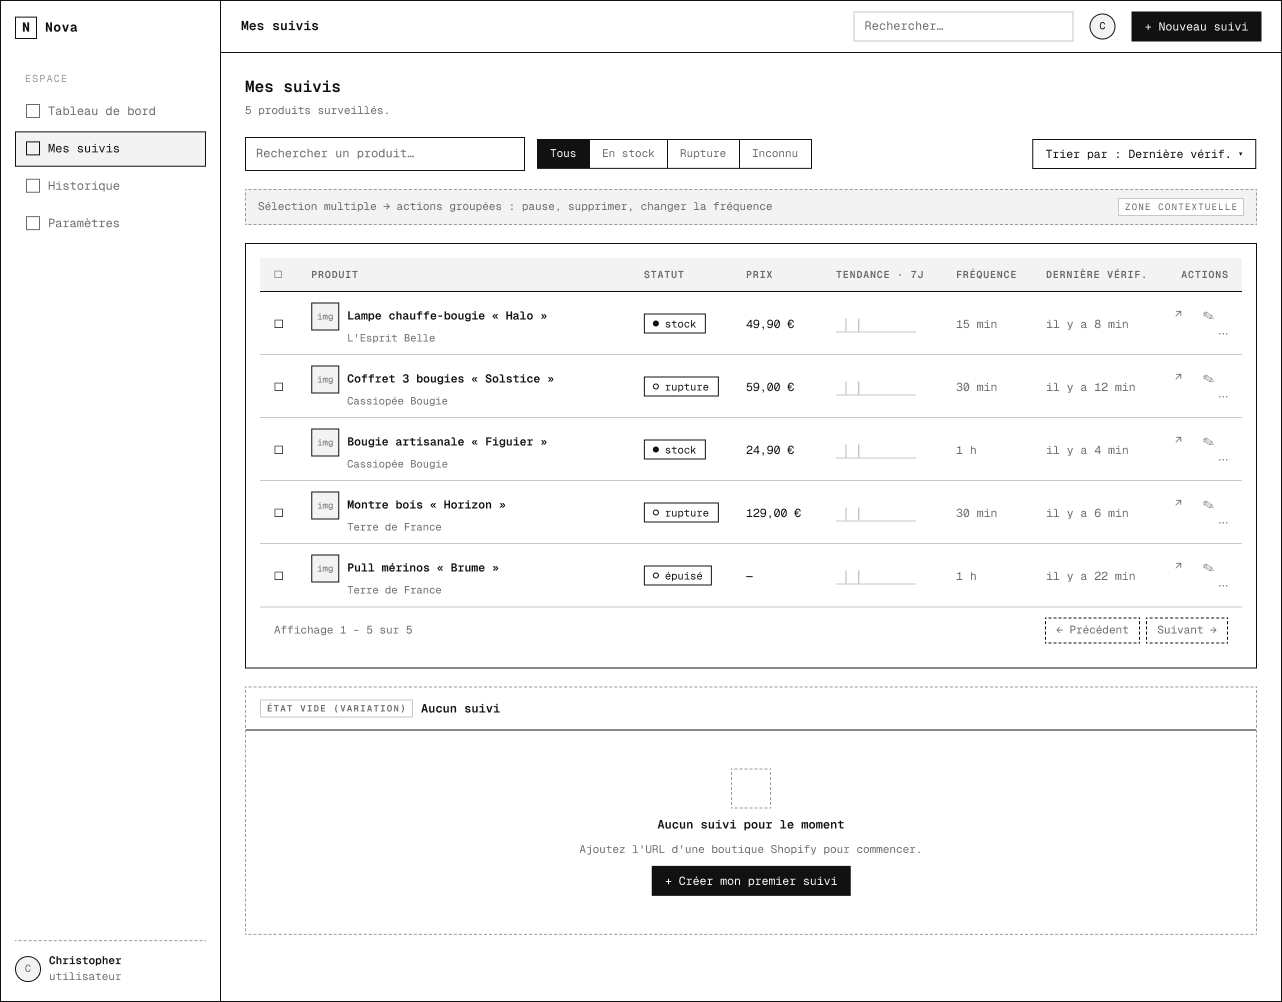 N Nova
ESPACE
Tableau de bord
Mes suivis
Historique
Paramètres
Christopher
C
utilisateur
Mes suivis
Rechercher…
C
+ Nouveau suivi
Mes suivis
5 produits surveillés.
Rechercher un produit…
Tous
En stock
Rupture
Inconnu
Trier par : Dernière vérif. ▾
Sélection multiple → actions groupées : pause, supprimer, changer la fréquence
ZONE CONTEXTUELLE
☐ PRODUIT STATUT PRIX TENDANCE · 7J FRÉQUENCE DERNIÈRE VÉRIF. ACTIONS
img Lampe chauffe-bougie « Halo »
L'Esprit Belle
● stock 49,90 € 15 min il y a 8 min ↗ ✎ …
img Coffret 3 bougies « Solstice »
Cassiopée Bougie
○ rupture 59,00 € 30 min il y a 12 min ↗ ✎ …
img Bougie artisanale « Figuier »
Cassiopée Bougie
● stock 24,90 € 1 h il y a 4 min ↗ ✎ …
img Montre bois « Horizon »
Terre de France
○ rupture 129,00 € 30 min il y a 6 min ↗ ✎ …
img Pull mérinos « Brume »
Terre de France
○ épuisé — 1 h il y a 22 min ↗ ✎ …
Affichage 1 – 5 sur 5
← Précédent
Suivant →
ÉTAT VIDE (VARIATION) Aucun suivi
Aucun suivi pour le moment
Ajoutez l'URL d'une boutique Shopify pour commencer.
+ Créer mon premier suivi